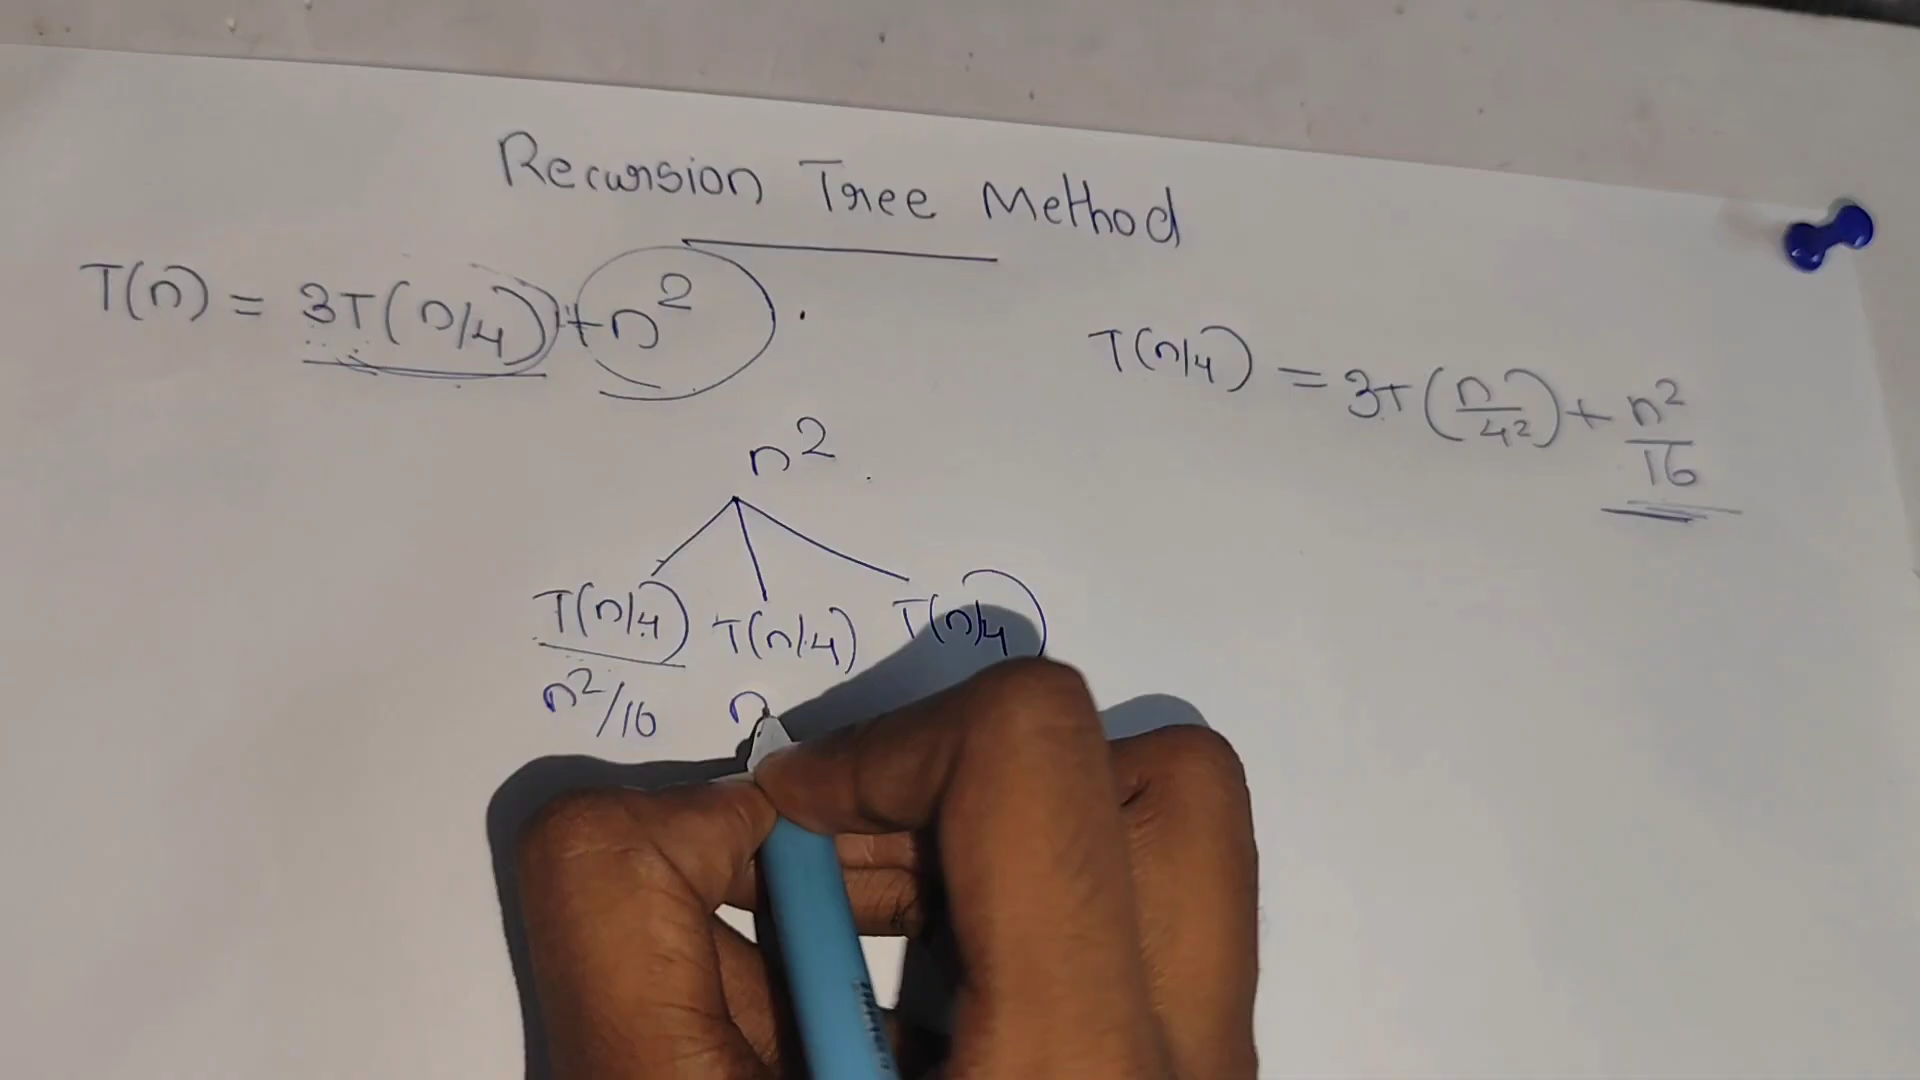 Recursion Tree Method
T(n) = 3T(n/4) + n²
T(n/4) = 3T(n/4²) + n²/16
n²
T(n/4) T(n/4) T(n/4)
n²/16 n